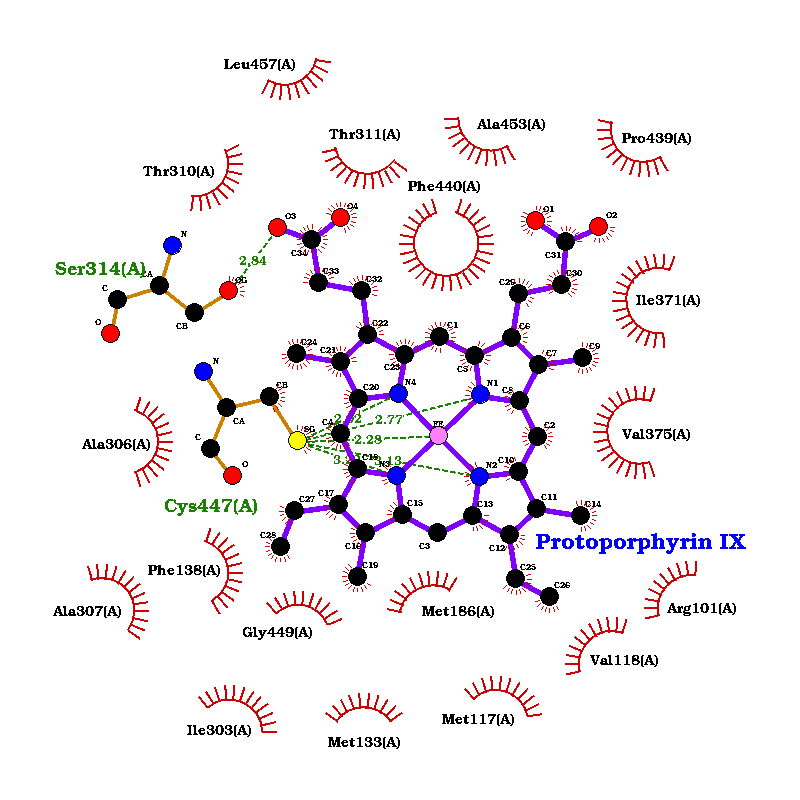 Leu457(A)
Thr311(A)
Ala453(A)
Pro439(A)
Thr310(A)
Phe440(A)
O3
O4
O1
O2
N
C34
C31
2.84
Ser314(A)
CA
OG
C33
C32
C29
C30
C
O
CB
Ile371(A)
C22
C1
C6
C24
C21
C23
C5
C7
C9
N
CB
C20
N4
N1
C8
CA
SG
2.77
FE
C2
Val375(A)
Ala306(A)
C
2.28
C18
3.13
C10
O
N3
N2
Cys447(A)
C27
C17
C15
C13
C11
C14
C28
C16
C3
C12
Protoporphyrin IX
Phe138(A)
C19
C25
C26
Ala307(A)
Gly449(A)
Met186(A)
Arg101(A)
Val118(A)
Ile303(A)
Met133(A)
Met117(A)